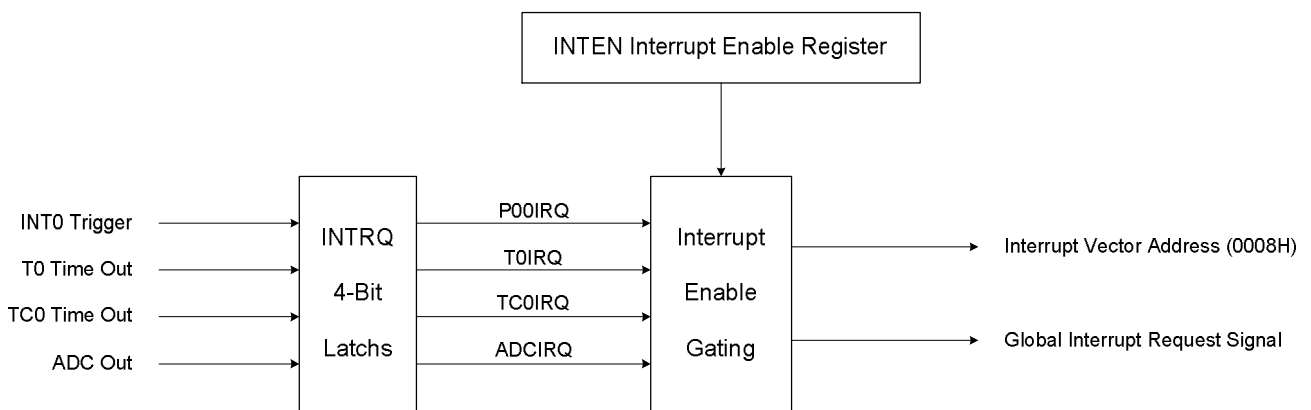 INTEN Interrupt Enable Register
INT0 Trigger
T0 Time Out
TC0 Time Out
ADC Out
INTRQ
4-Bit
Latchs
P00IRQ
T0IRQ
TC0IRQ
ADCIRQ
Interrupt
Enable
Gating
Interrupt Vector Address (0008H)
Global Interrupt Request Signal